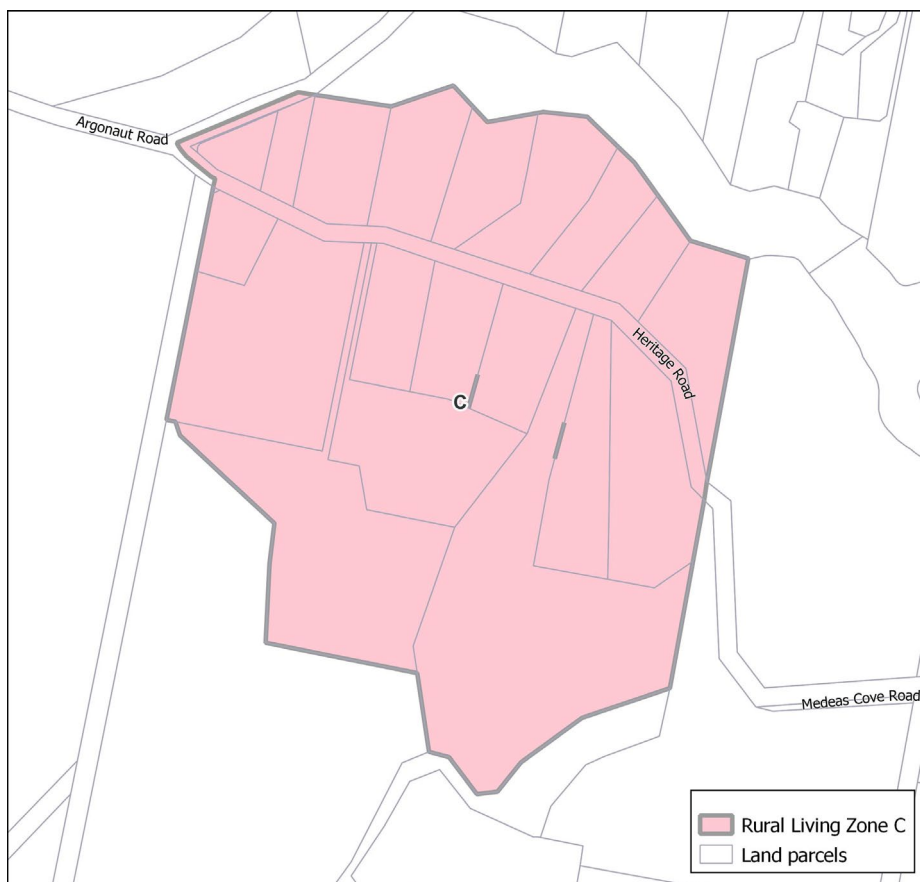 Argonaut Road
Heritage Road
C
Medeas Cove Road
Rural Living Zone C
Land parcels